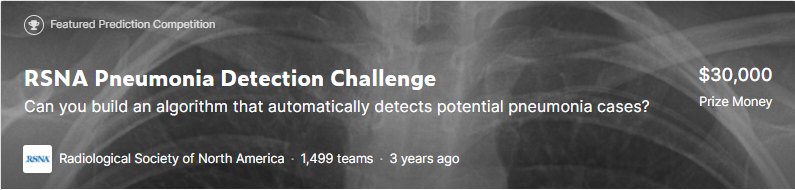 Featured Prediction Competition
RSNA Pneumonia Detection Challenge
$30,000
Can you build an algorithm that automatically detects potential pneumonia cases?
Prize Money
RSNA
Radiological Society of North America · 1,499 teams · 3 years ago